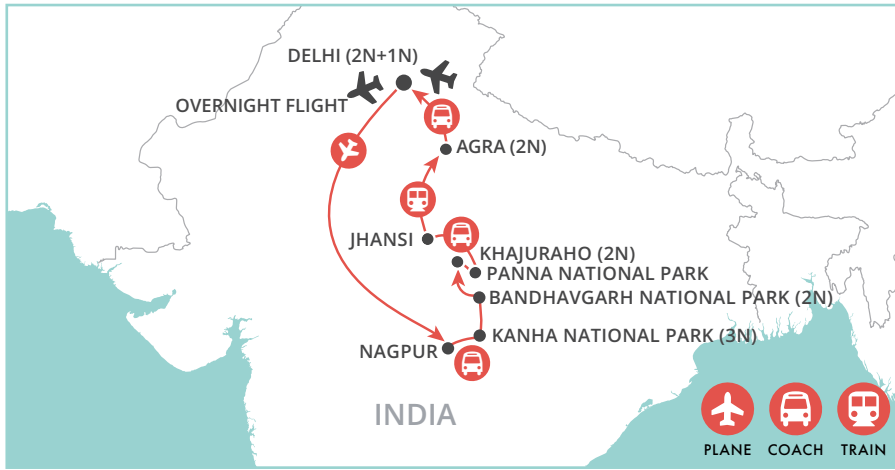 DELHI (2N+1N)
OVERNIGHT FLIGHT
AGRA (2N)
JHANSI
KHAJURAHO (2N)
PANNA NATIONAL PARK
BANDHAVGARH NATIONAL PARK (2N)
KANHA NATIONAL PARK (3N)
NAGPUR
INDIA
PLANE COACH TRAIN